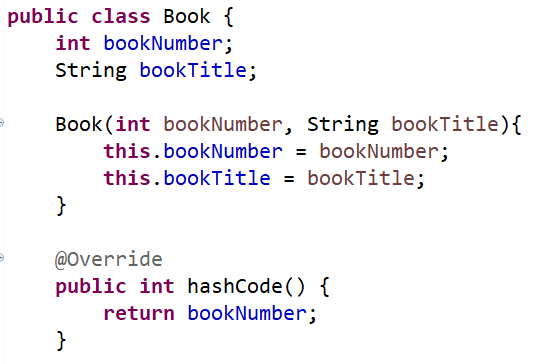 public class Book {
    int bookNumber;
    String bookTitle;

    Book(int bookNumber, String bookTitle){
        this.bookNumber = bookNumber;
        this.bookTitle = bookTitle;
    }

    @Override
    public int hashCode() {
        return bookNumber;
    }